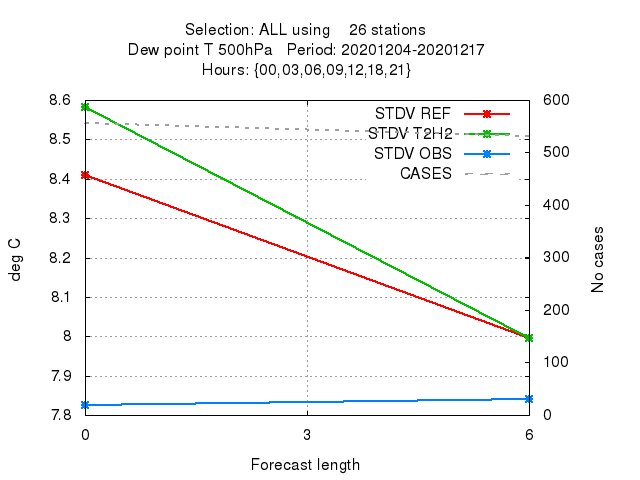 Selection: ALL using 26 stations
Dew point T 500hPa Period: 20201204-20201217
Hours: {00,03,06,09,12,18,21}
STDV REF
STDV T2H2
STDV OBS
CASES
8.6
8.5
8.4
8.3
8.2
8.1
8
7.9
7.8
600
500
400
300
200
100
0
deg C
No cases
0 3 6
Forecast length